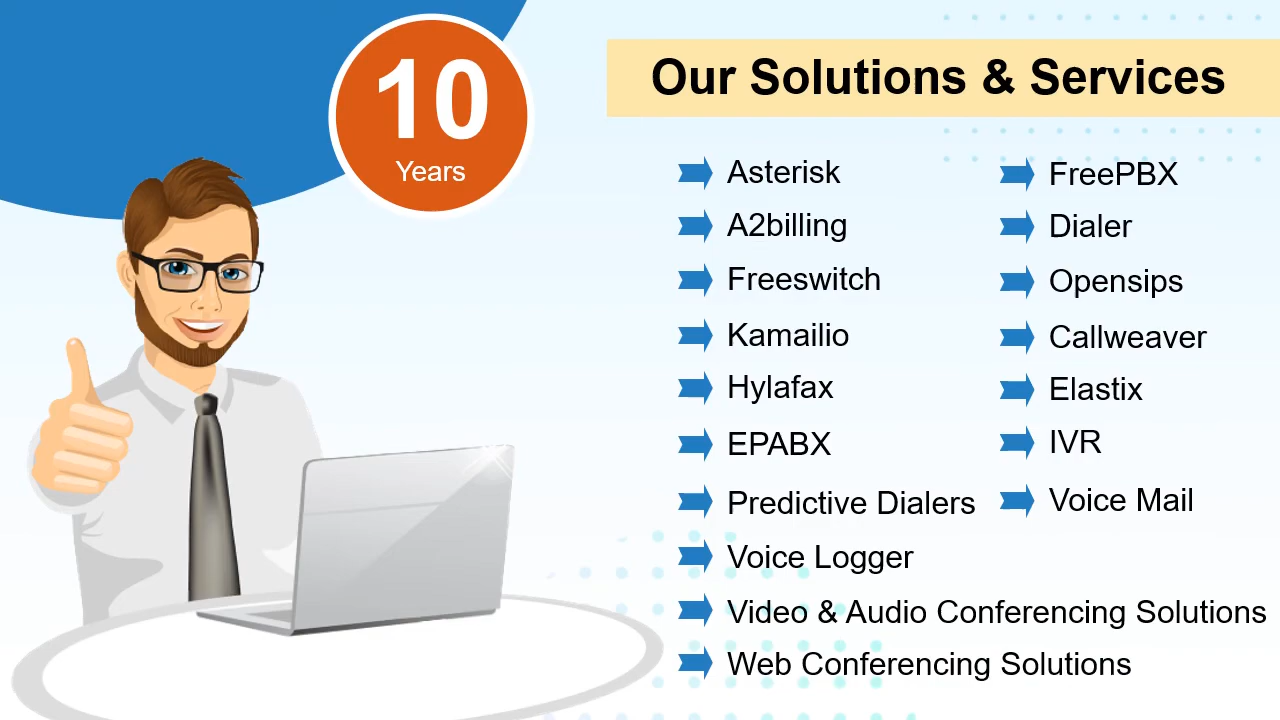 10
Years
Our Solutions & Services
Asterisk
A2billing
Freeswitch
Kamailio
Hylafax
EPABX
Predictive Dialers
Voice Logger
Video & Audio Conferencing Solutions
Web Conferencing Solutions
FreePBX
Dialer
Opensips
Callweaver
Elastix
IVR
Voice Mail